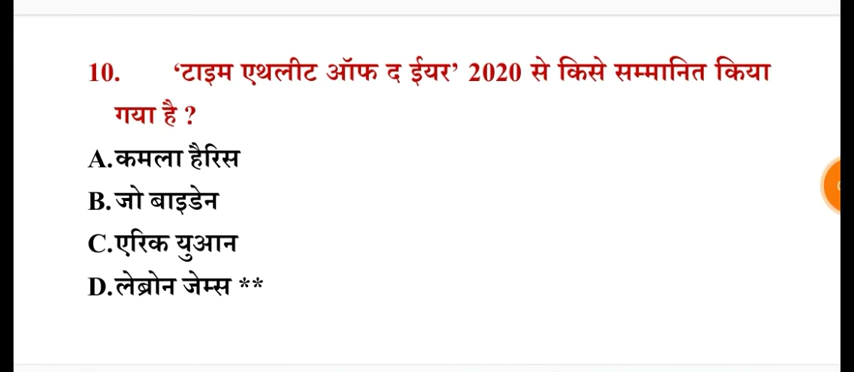 10. ‘टाइम एथलीट ऑफ द ईयर’ 2020 से किसे सम्मानित किया
गया है ?
A.कमला हैरिस
B.जो बाइडेन
C.एरिक युआन
D.लेब्रोन जेम्स **